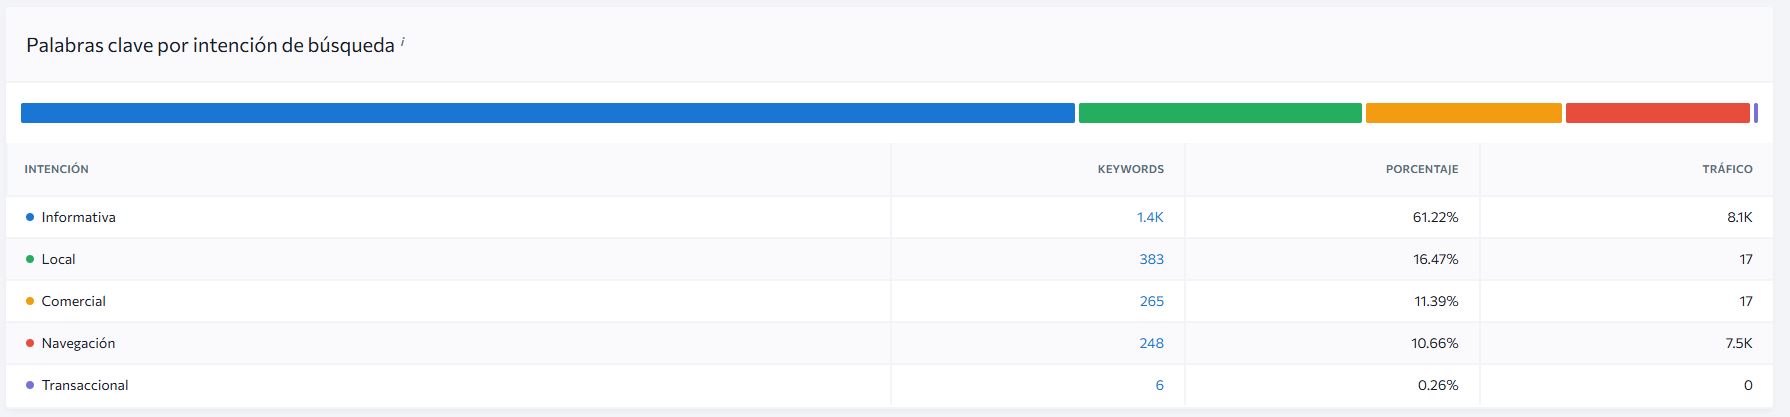 Palabras clave por intención de búsqueda i
INTENCIÓN KEYWORDS PORCENTAJE TRÁFICO
Informativa 1.4K 61.22% 8.1K
Local 383 16.47% 17
Comercial 265 11.39% 17
Navegación 248 10.66% 7.5K
Transaccional 6 0.26% 0